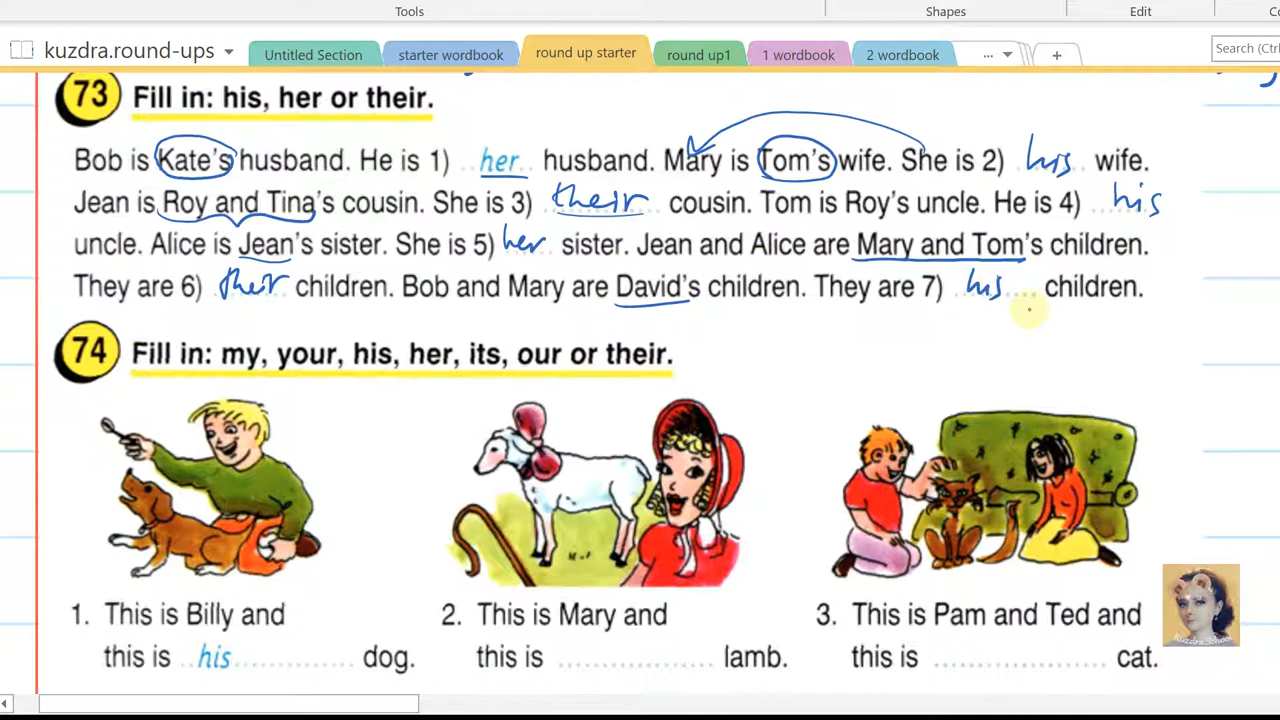 Tools Shapes Edit
kuzdra.round-ups Untitled Section starter wordbook round up starter round up1 1 wordbook 2 wordbook ... + Search (Ctrl
73 Fill in: his, her or their.
Bob is Kate's husband. He is 1) her husband. Mary is Tom's wife. She is 2) his wife.
Jean is Roy and Tina's cousin. She is 3) their cousin. Tom is Roy's uncle. He is 4) his
uncle. Alice is Jean's sister. She is 5) her sister. Jean and Alice are Mary and Tom's children.
They are 6) their children. Bob and Mary are David's children. They are 7) his children.
74 Fill in: my, your, his, her, its, our or their.
1. This is Billy and
this is his dog.
2. This is Mary and
this is ................ lamb.
3. This is Pam and Ted and
this is ................ cat.
Kuzdra School